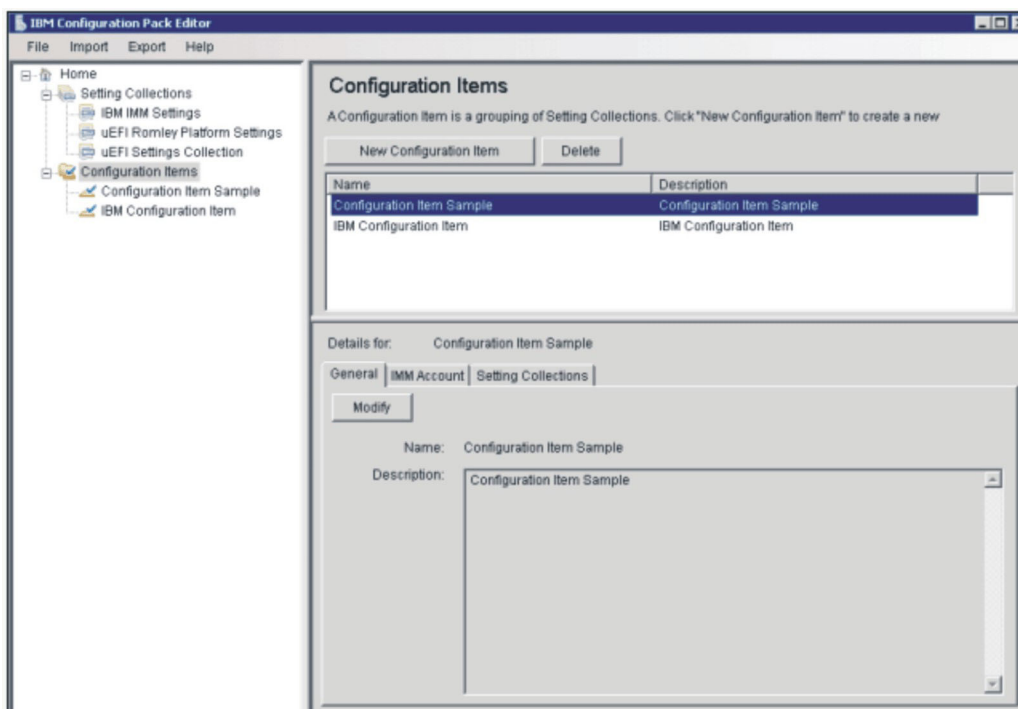 IBM Configuration Pack Editor
File Import Export Help
Home
Setting Collections
IBM IMM Settings
uEFI Romley Platform Settings
uEFI Settings Collection
Configuration Items
Configuration Item Sample
IBM Configuration Item
Configuration Items
A Configuration Item is a grouping of Setting Collections. Click "New Configuration Item" to create a new
New Configuration Item Delete
Name Description
Configuration Item Sample Configuration Item Sample
IBM Configuration Item IBM Configuration Item
Details for: Configuration Item Sample
General IMM Account Setting Collections
Modify
Name: Configuration Item Sample
Description: Configuration Item Sample